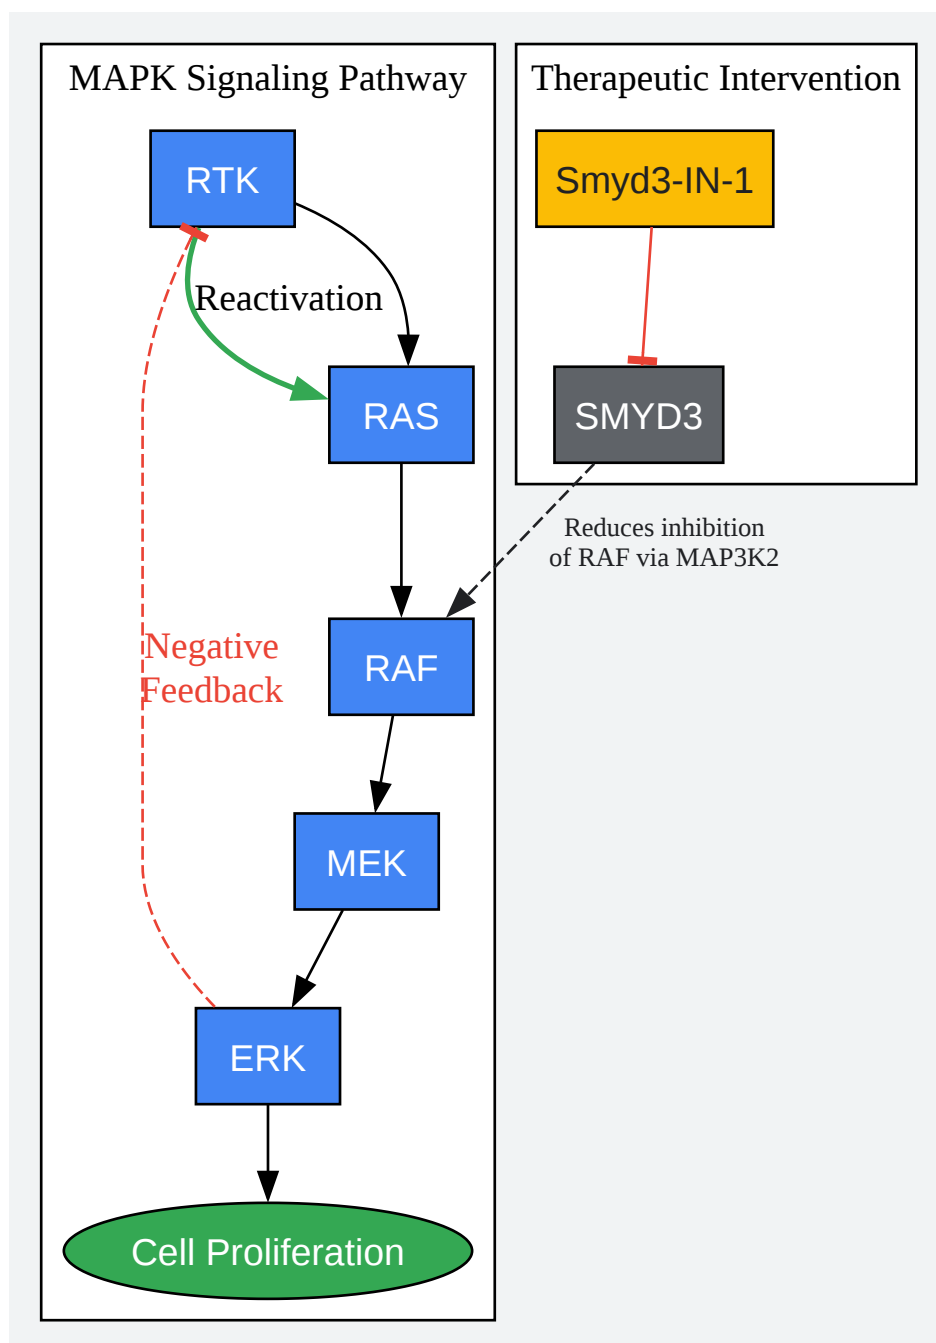 MAPK Signaling Pathway
Therapeutic Intervention
RTK
Smyd3-IN-1
Reactivation
RAS
SMYD3
Reduces inhibition
of RAF via MAP3K2
Negative
Feedback
RAF
MEK
ERK
Cell Proliferation